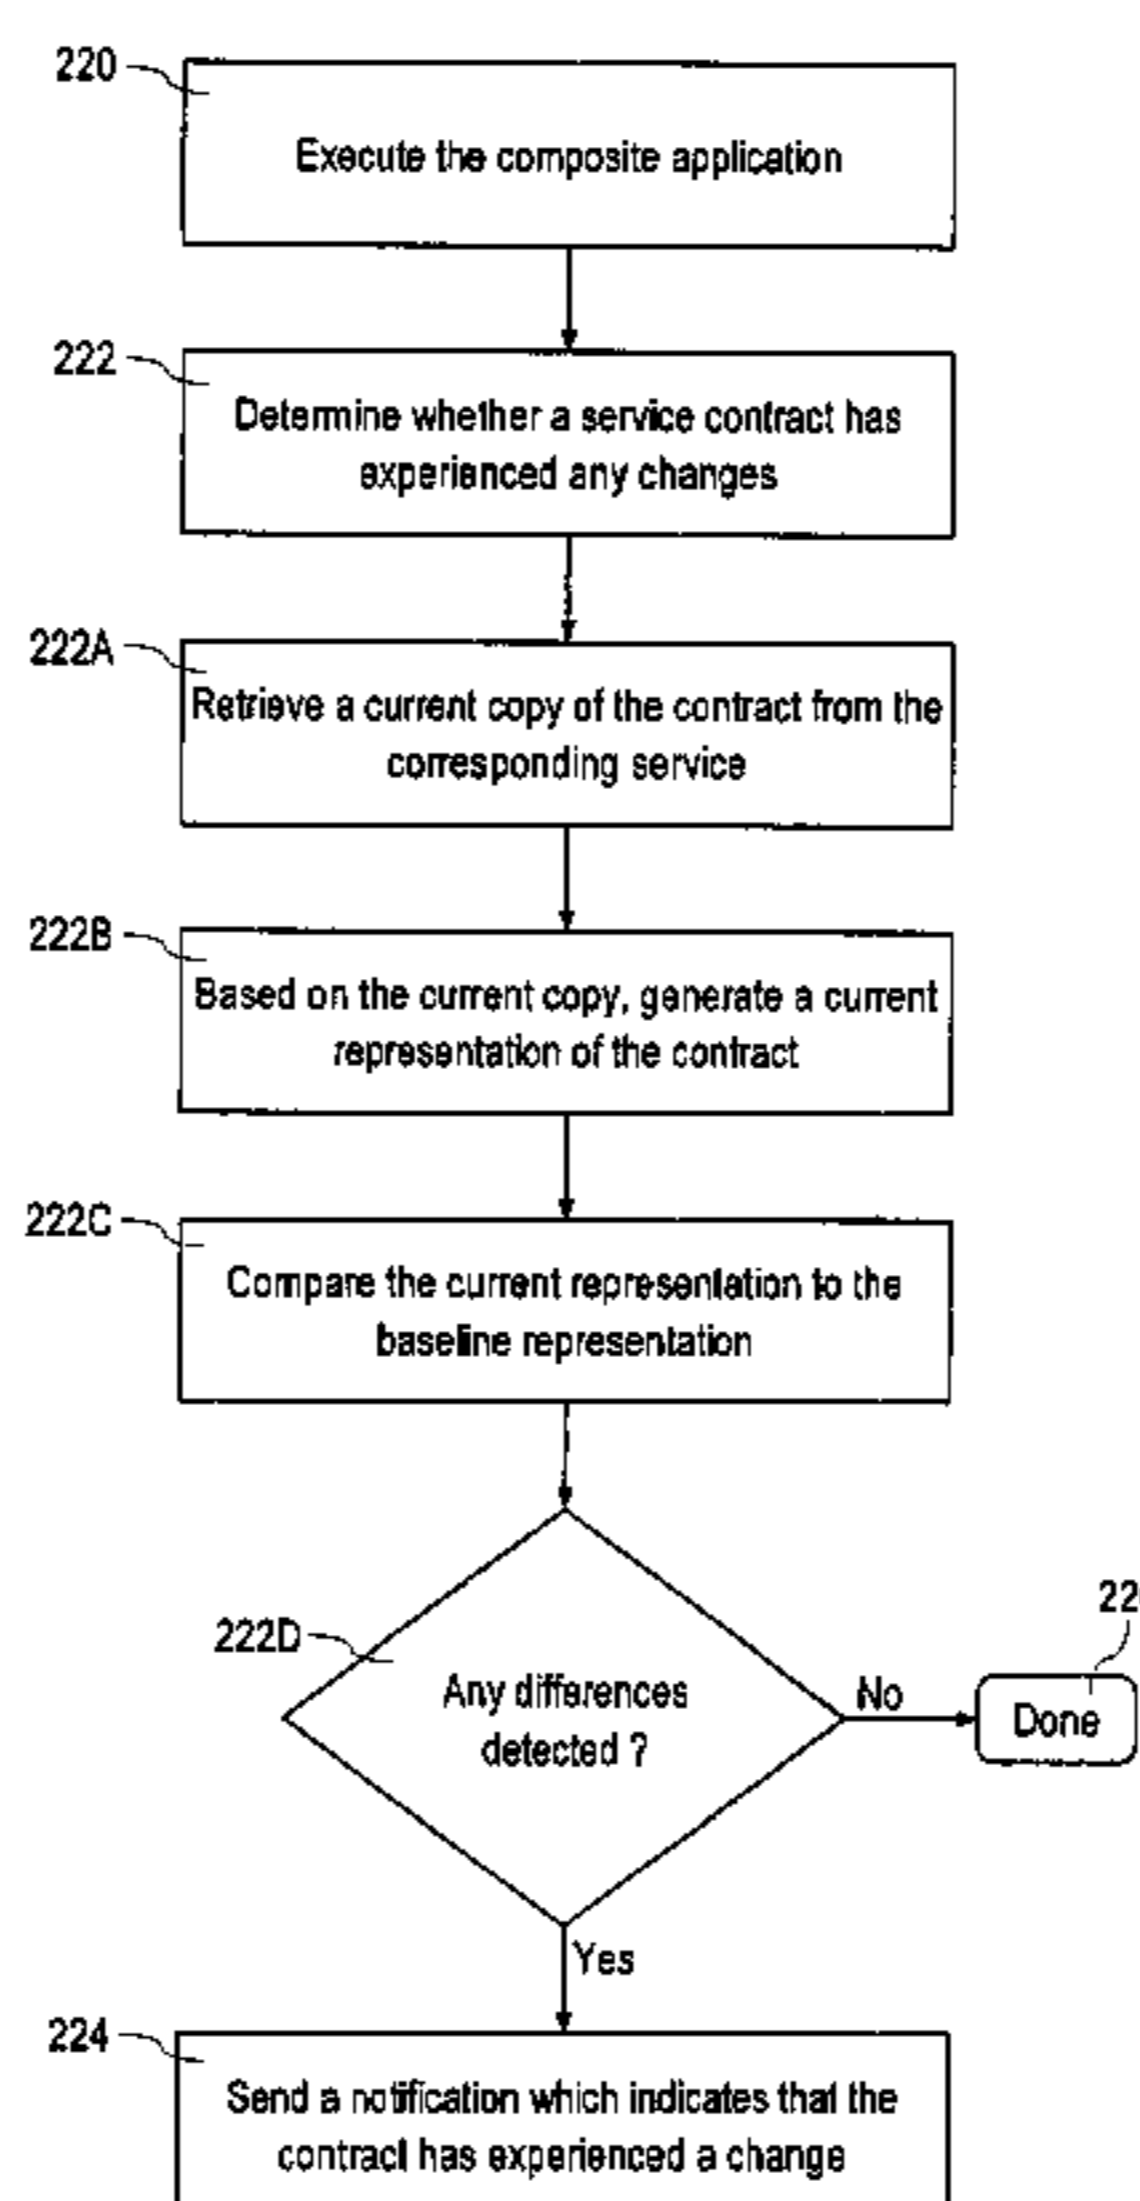 220
Execute the composite application
222
Determine whether a service contract has
experienced any changes
222A
Retrieve a current copy of the contract from the
corresponding service
222B
Based on the current copy, generate a current
representation of the contract
222C
Compare the current representation to the
baseline representation
222D
Any differences
detected ?
No
Done
Yes
224
Send a notification which indicates that the
contract has experienced a change